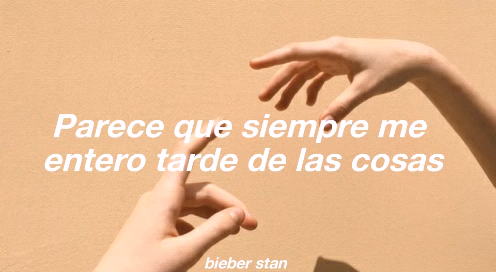 Parece que siempre me
entero tarde de las cosas
bieber stan